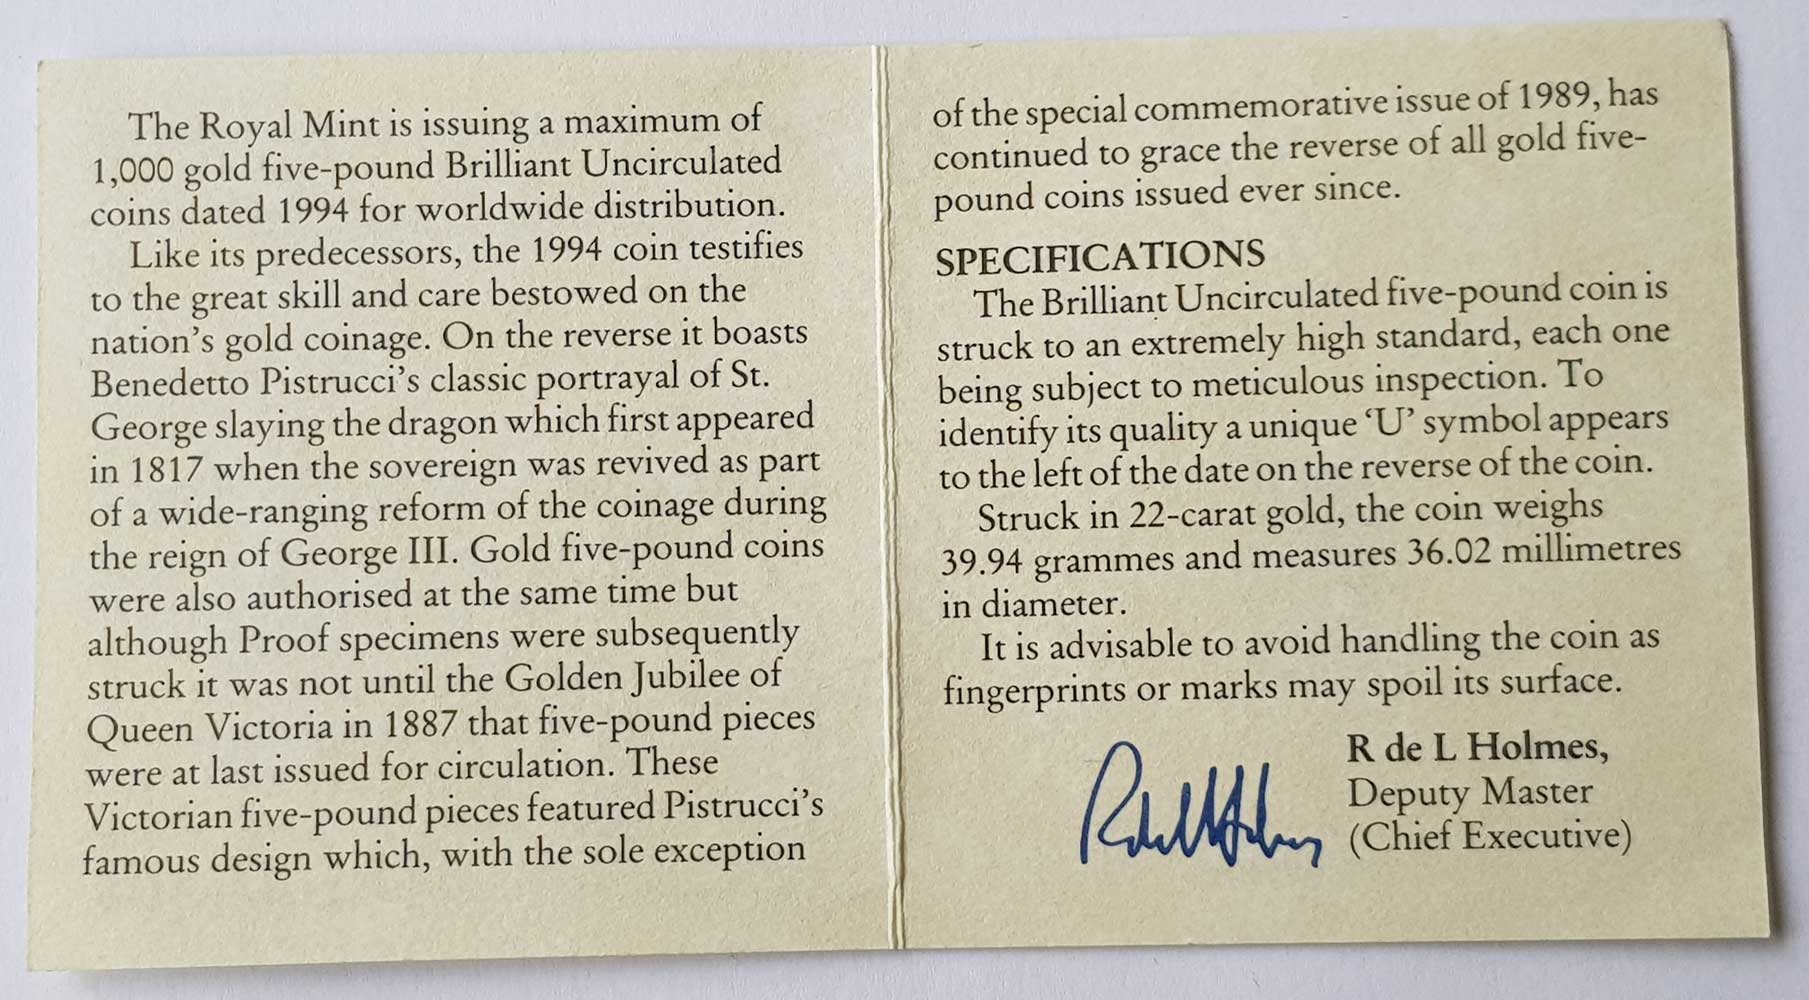 The Royal Mint is issuing a maximum of
1,000 gold five-pound Brilliant Uncirculated
coins dated 1994 for worldwide distribution.
Like its predecessors, the 1994 coin testifies
to the great skill and care bestowed on the
nation's gold coinage. On the reverse it boasts
Benedetto Pistrucci's classic portrayal of St.
George slaying the dragon which first appeared
in 1817 when the sovereign was revived as part
of a wide-ranging reform of the coinage during
the reign of George III. Gold five-pound coins
were also authorised at the same time but
although Proof specimens were subsequently
struck it was not until the Golden Jubilee of
Queen Victoria in 1887 that five-pound pieces
were at last issued for circulation. These
Victorian five-pound pieces featured Pistrucci's
famous design which, with the sole exception
of the special commemorative issue of 1989, has
continued to grace the reverse of all gold five-
pound coins issued ever since.
SPECIFICATIONS
The Brilliant Uncirculated five-pound coin is
struck to an extremely high standard, each one
being subject to meticulous inspection. To
identify its quality a unique ‘U’ symbol appears
to the left of the date on the reverse of the coin.
Struck in 22-carat gold, the coin weighs
39.94 grammes and measures 36.02 millimetres
in diameter.
It is advisable to avoid handling the coin as
fingerprints or marks may spoil its surface.
R de L Holmes,
Deputy Master
(Chief Executive)